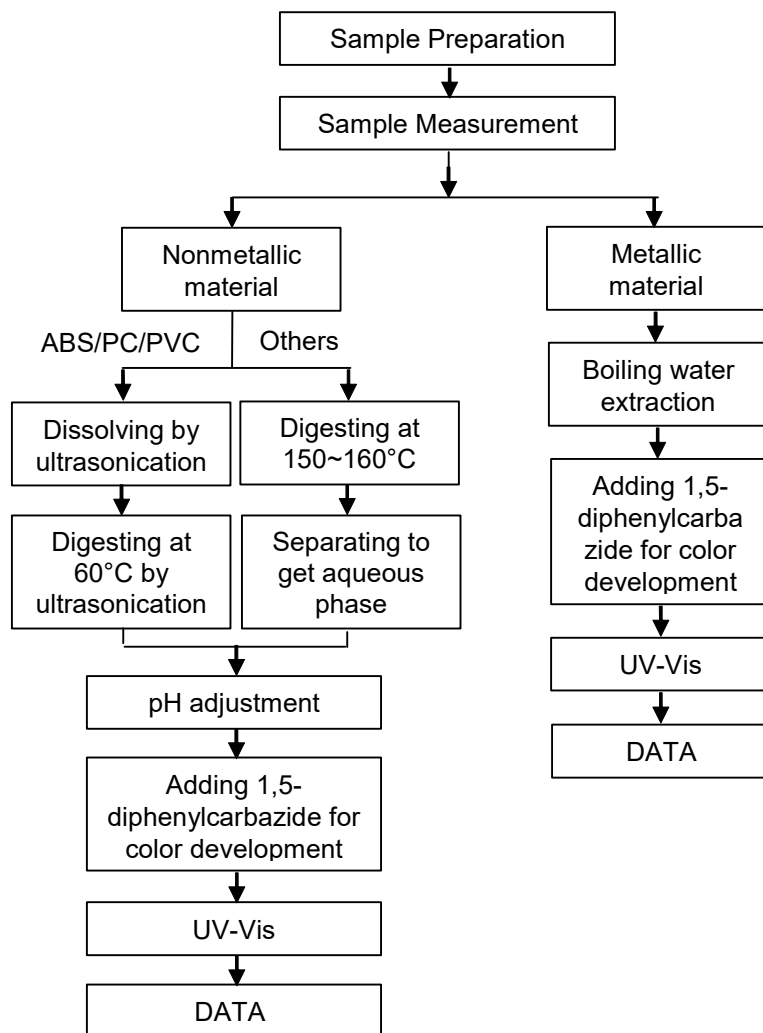 Sample Preparation
Sample Measurement
Nonmetallic
material
Metallic
material
ABS/PC/PVC
Others
Boiling water
extraction
Dissolving by
ultrasonication
Digesting at
150~160°C
Adding 1,5-
diphenylcarba
zide for color
development
Digesting at
60°C by
ultrasonication
Separating to
get aqueous
phase
UV-Vis
pH adjustment
DATA
Adding 1,5-
diphenylcarbazide for
color development
UV-Vis
DATA